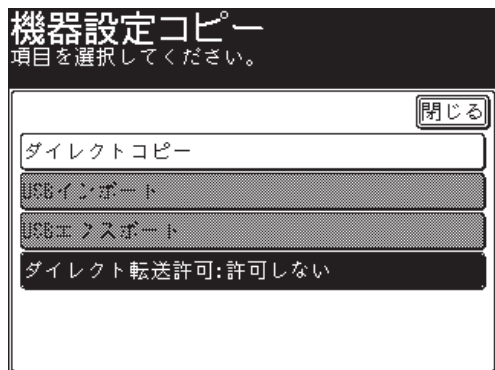 機器設定コピー
項目を選択してください。
閉じる
ダイレクトコピー
USBインポート
USBエクスポート
ダイレクト転送許可:許可しない